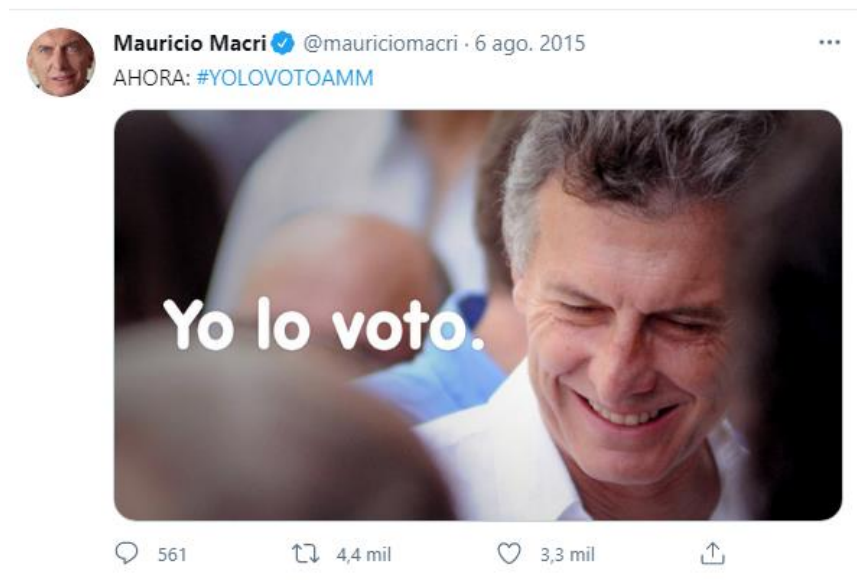 Mauricio Macri @mauriciomacri · 6 ago. 2015
AHORA: #YOLOVOTOAMM
Yo lo voto.
561 4,4 mil 3,3 mil